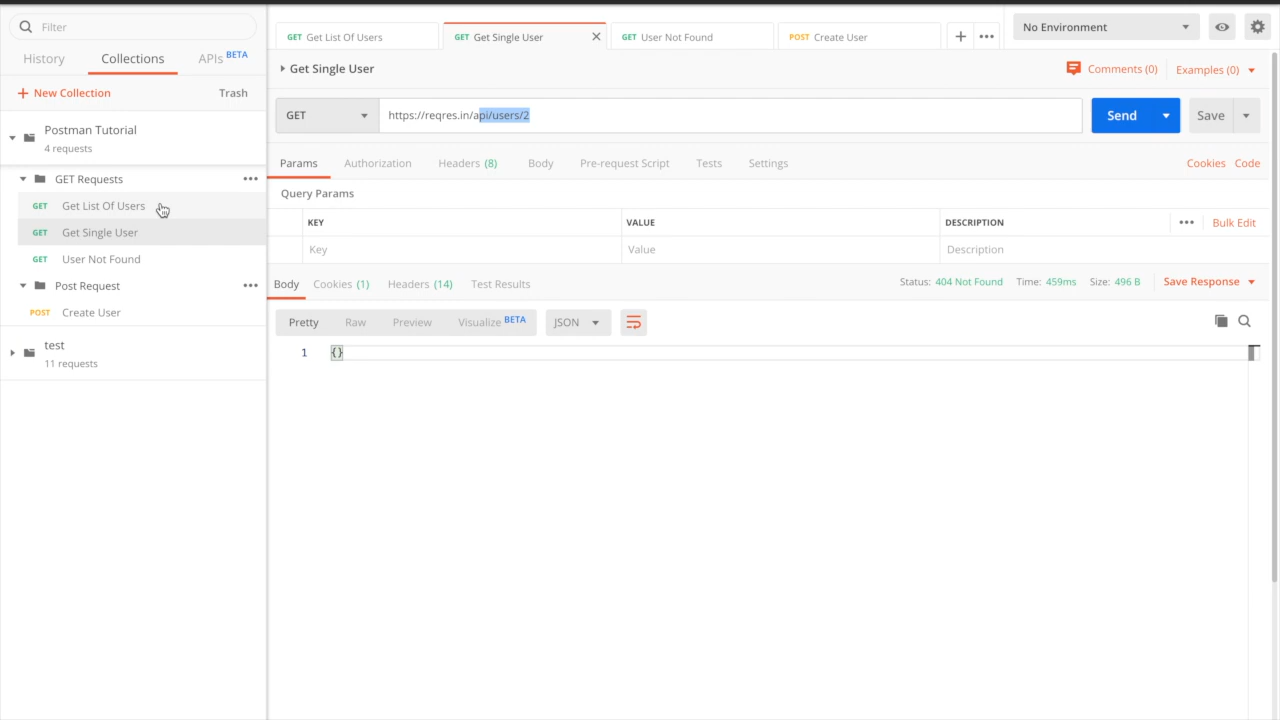 Filter
History Collections APIs BETA
+ New Collection Trash
Postman Tutorial
4 requests
GET Requests •••
GET Get List Of Users
GET Get Single User
GET User Not Found
Post Request •••
POST Create User
test
11 requests
GET Get List Of Users GET Get Single User GET User Not Found POST Create User + •••
No Environment
Get Single User Comments (0) Examples (0)
GET https://reqres.in/api/users/2 Send Save
Params Authorization Headers (8) Body Pre-request Script Tests Settings Cookies Code
Query Params
KEY VALUE DESCRIPTION ••• Bulk Edit
Key Value Description
Body Cookies (1) Headers (14) Test Results Status: 404 Not Found Time: 459ms Size: 496 B Save Response
Pretty Raw Preview Visualize BETA JSON
1 {}